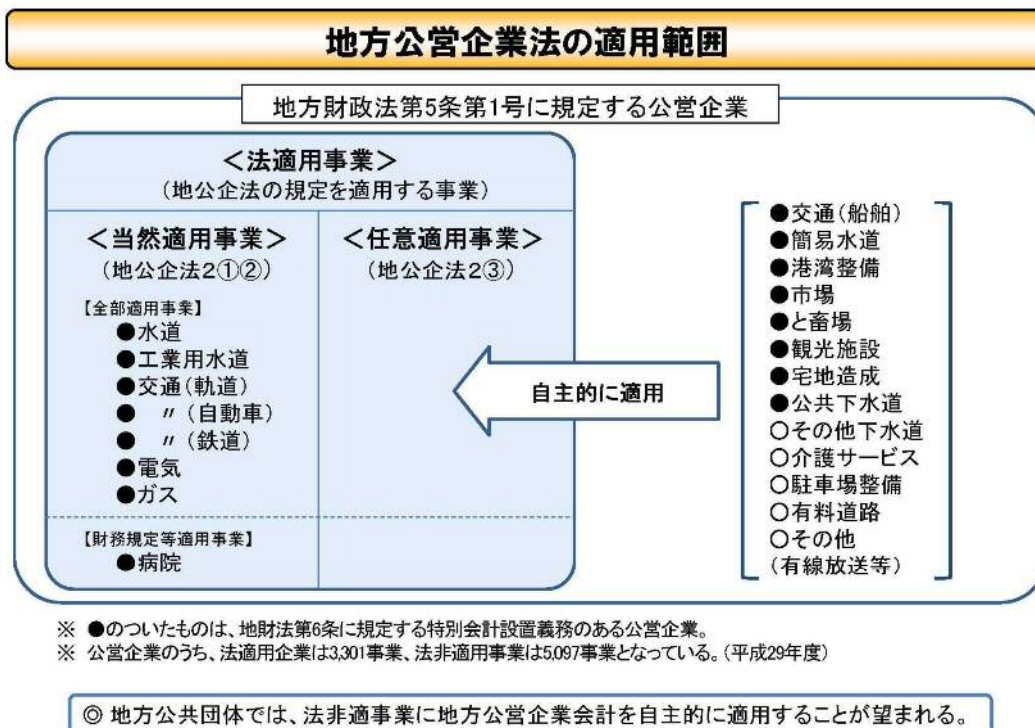 地方公営企業法の適用範囲
地方財政法第5条第1号に規定する公営企業
＜法適用事業＞
(地公企法の規定を適用する事業)
＜当然適用事業＞
(地公企法2①②)
【全部適用事業】
●水道
●工業用水道
●交通(軌道)
●　〃(自動車)
●　〃(鉄道)
●電気
●ガス
【財務規定等適用事業】
●病院
＜任意適用事業＞
(地公企法2③)
自主的に適用
●交通(船舶)
●簡易水道
●港湾整備
●市場
●と畜場
●観光施設
●宅地造成
●公共下水道
○その他下水道
○介護サービス
○駐車場整備
○有料道路
○その他
(有線放送等)
※ ●のついたものは、地財法第6条に規定する特別会計設置義務のある公営企業。
※ 公営企業のうち、法適用企業は3,301事業、法非適用事業は5,097事業となっている。(平成29年度)
◎ 地方公共団体では、法非適事業に地方公営企業会計を自主的に適用することが望まれる。